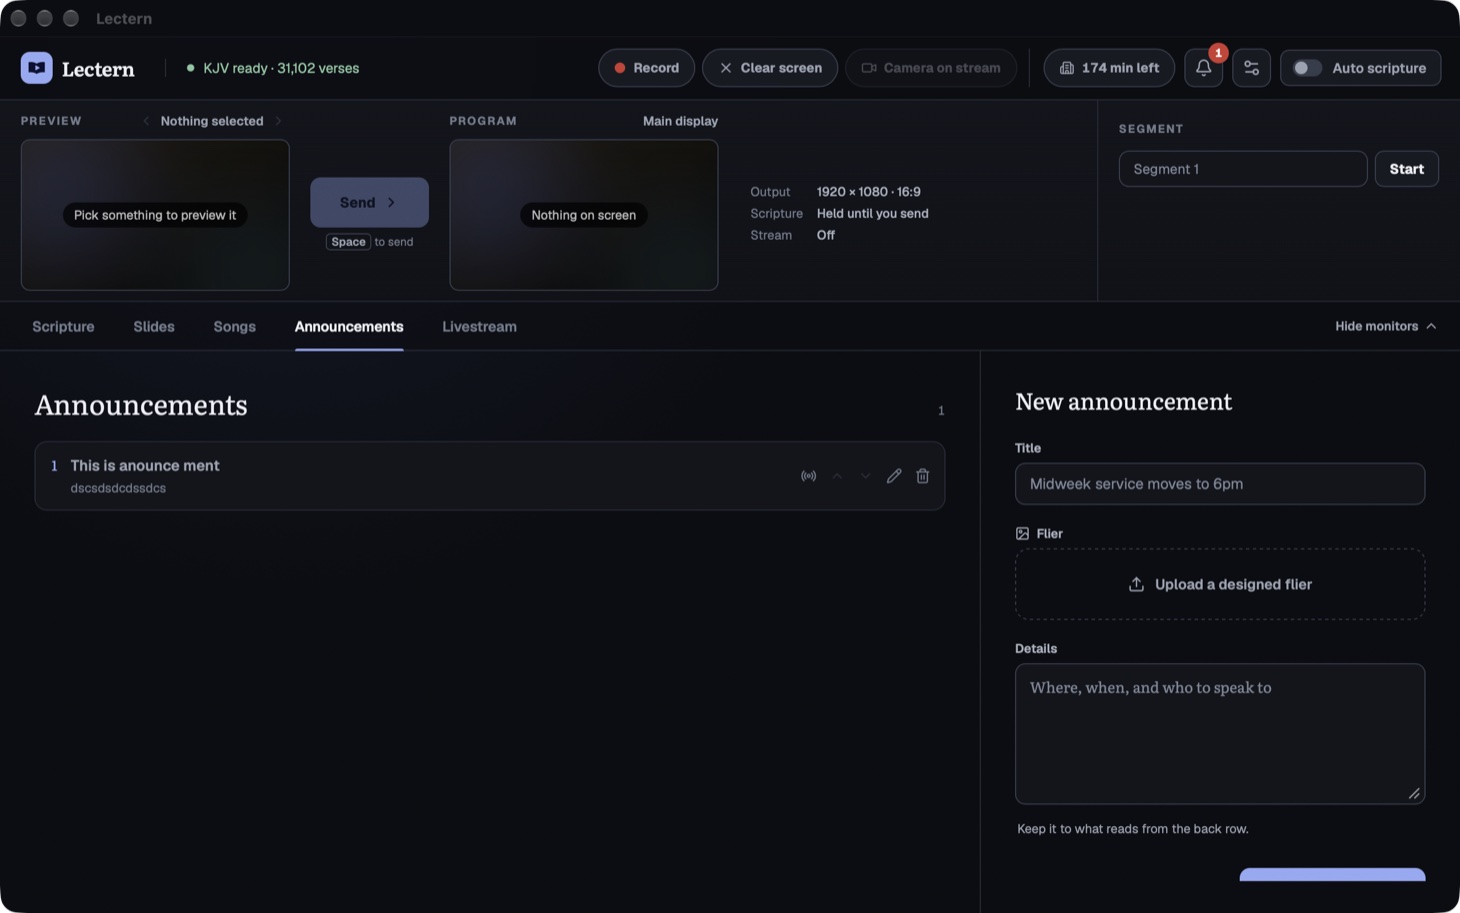 Lectern
Lectern
KJV ready · 31,102 verses
Record
Clear screen
Camera on stream
174 min left
1
Auto scripture
PREVIEW
Nothing selected
Pick something to preview it
Send
Space to send
PROGRAM
Main display
Nothing on screen
Output 1920 × 1080 · 16:9
Scripture Held until you send
Stream Off
SEGMENT
Segment 1
Start
Scripture
Slides
Songs
Announcements
Livestream
Hide monitors
Announcements
1
1 This is anounce ment
dscsdsdcdssdcs
New announcement
Title
Midweek service moves to 6pm
Flier
Upload a designed flier
Details
Where, when, and who to speak to
Keep it to what reads from the back row.